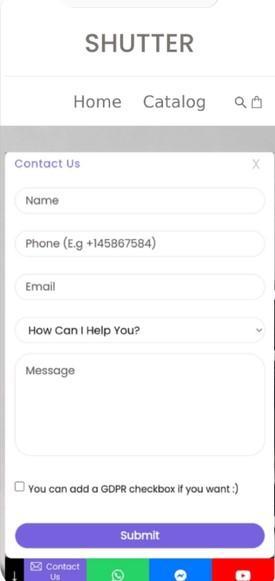 SHUTTER
Home Catalog
Contact Us X
Name
Phone (E.g +145867584)
Email
How Can I Help You?
Message
You can add a GDPR checkbox if you want :)
Submit
Contact
Us